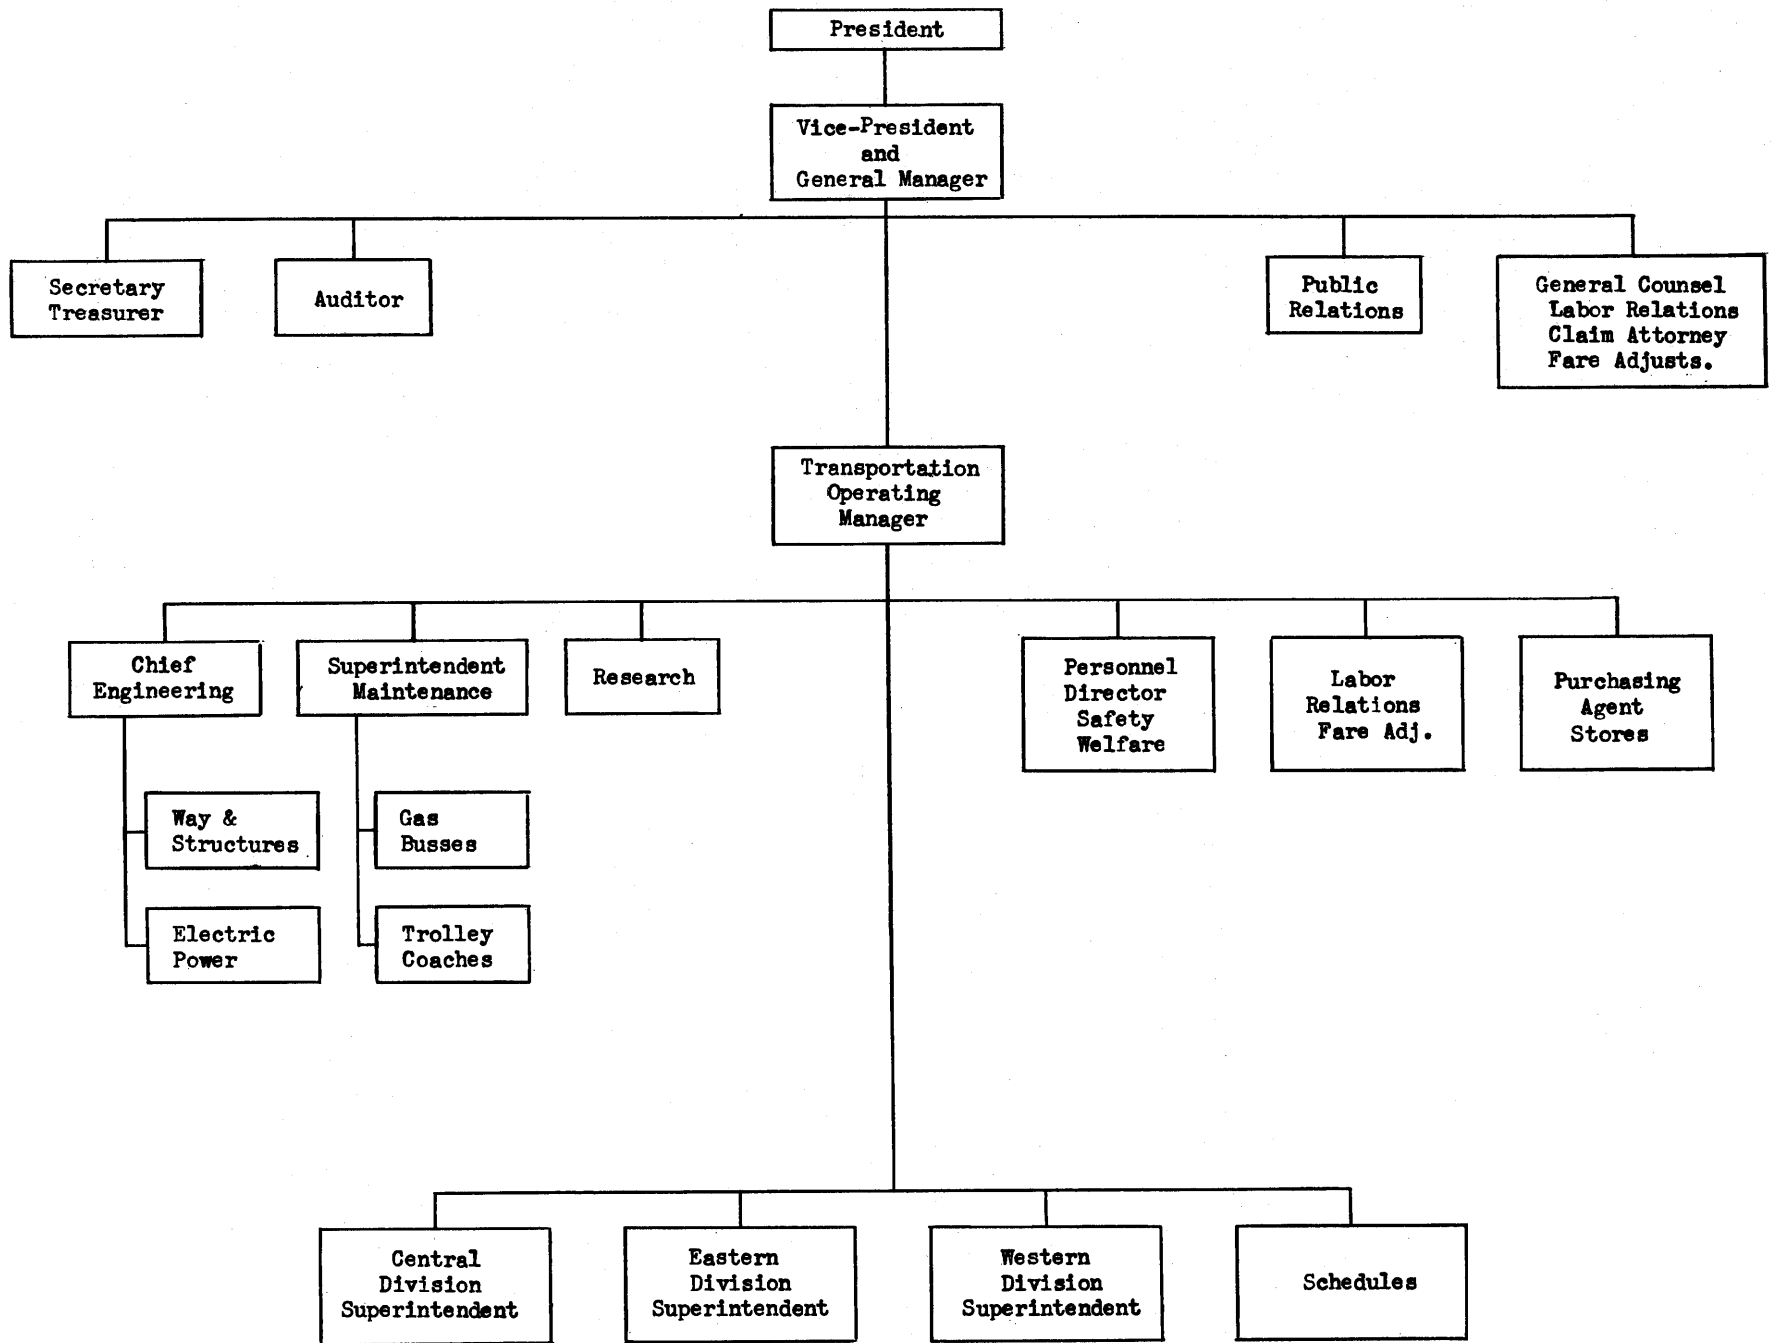 President
Vice-President
and
General Manager
Secretary
Treasurer
Auditor
Public
Relations
General Counsel
Labor Relations
Claim Attorney
Fare Adjusts.
Transportation
Operating
Manager
Chief
Engineering
Superintendent
Maintenance
Research
Personnel
Director
Safety
Welfare
Labor
Relations
Fare Adj.
Purchasing
Agent
Stores
Way &
Structures
Gas
Busses
Electric
Power
Trolley
Coaches
Central
Division
Superintendent
Eastern
Division
Superintendent
Western
Division
Superintendent
Schedules